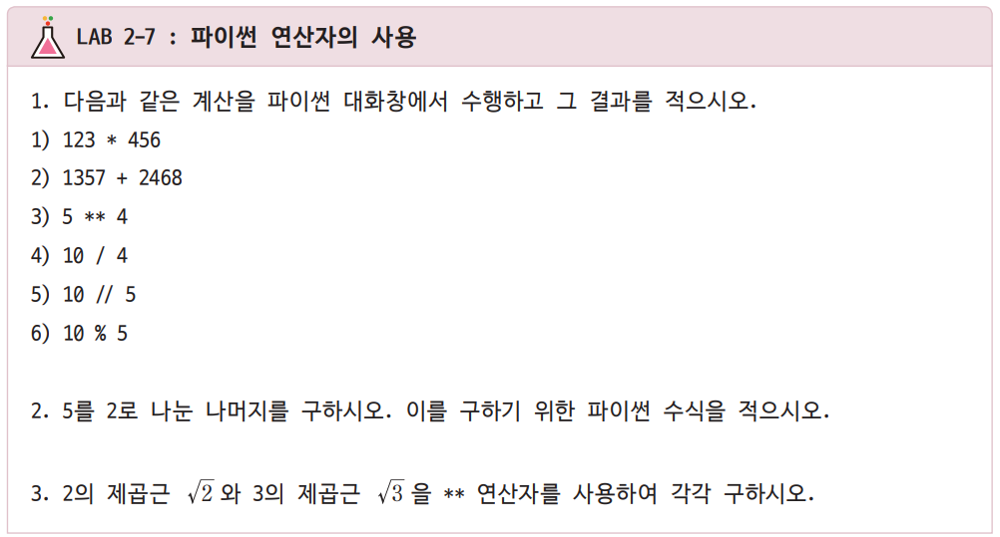 LAB 2-7 : 파이썬 연산자의 사용
1. 다음과 같은 계산을 파이썬 대화창에서 수행하고 그 결과를 적으시오.
1) 123 * 456
2) 1357 + 2468
3) 5 ** 4
4) 10 / 4
5) 10 // 5
6) 10 % 5
2. 5를 2로 나눈 나머지를 구하시오. 이를 구하기 위한 파이썬 수식을 적으시오.
3. 2의 제곱근 √2 와 3의 제곱근 √3 을 ** 연산자를 사용하여 각각 구하시오.